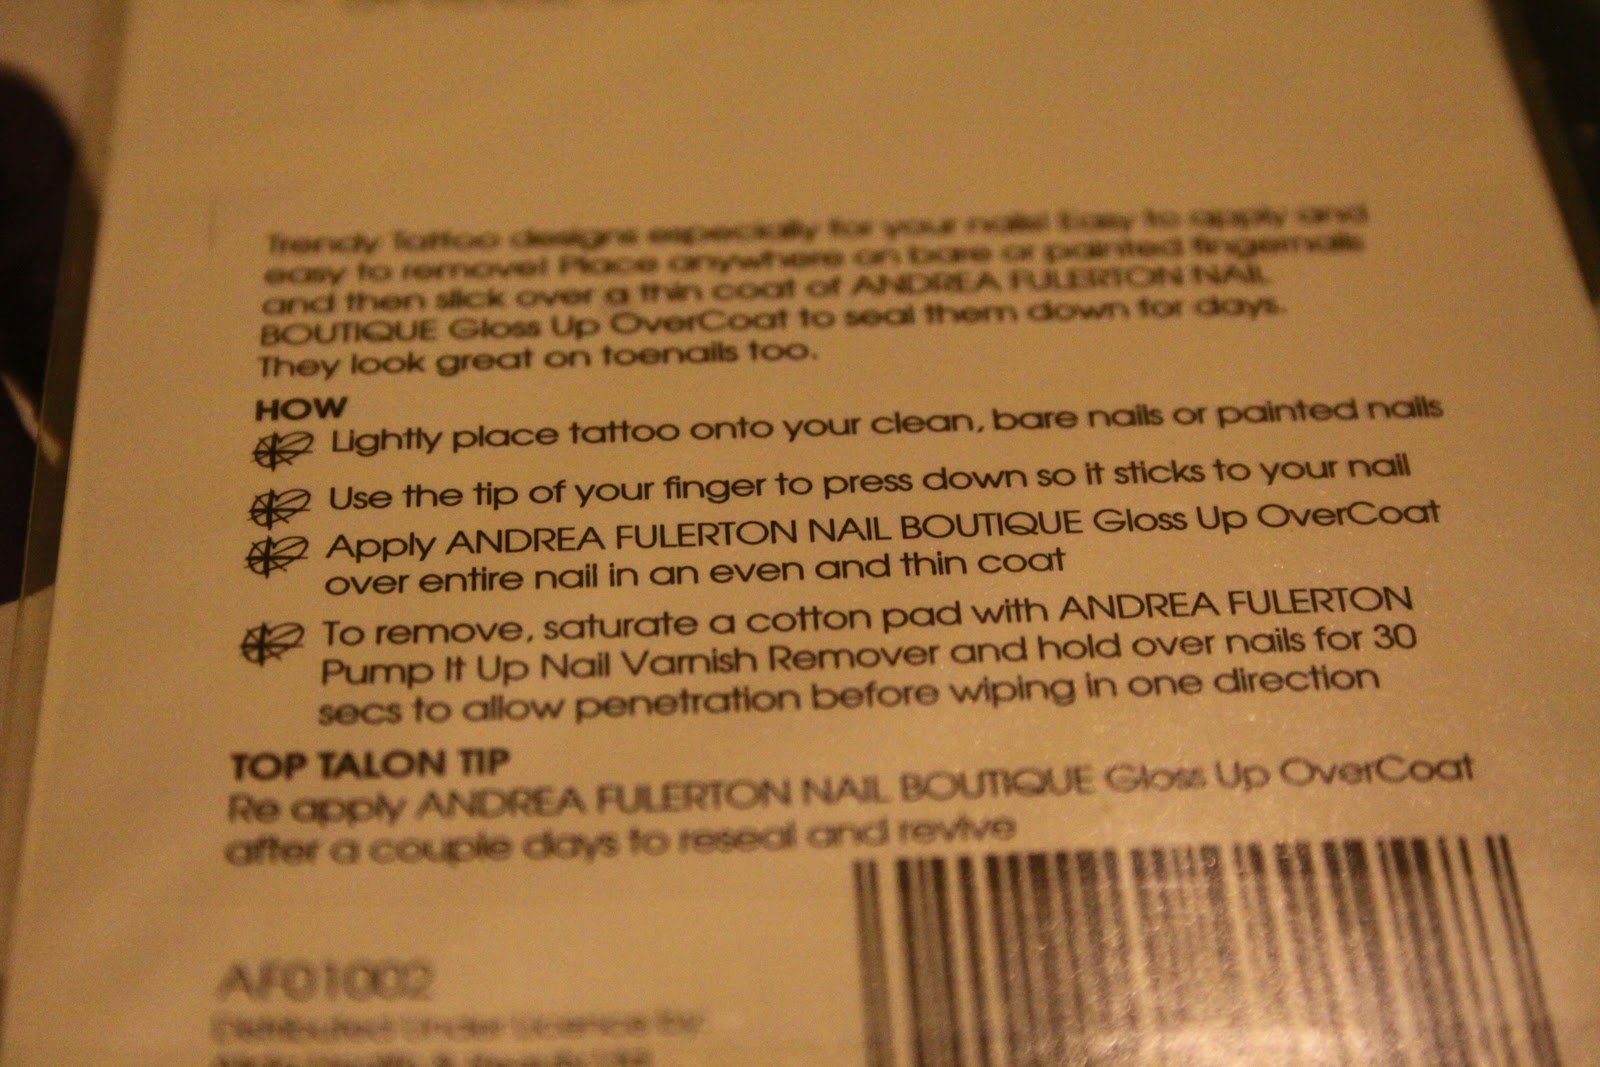 Trendy Tattoo designs especially for your nails! Easy to apply and
easy to remove! Place anywhere on bare or painted fingernails
and then slick over a thin coat of ANDREA FULERTON NAIL
BOUTIQUE Gloss Up OverCoat to seal them down for days.
They look great on toenails too.
HOW
Lightly place tattoo onto your clean, bare nails or painted nails
Use the tip of your finger to press down so it sticks to your nail
Apply ANDREA FULERTON NAIL BOUTIQUE Gloss Up OverCoat
over entire nail in an even and thin coat
To remove, saturate a cotton pad with ANDREA FULERTON
Pump It Up Nail Varnish Remover and hold over nails for 30
secs to allow penetration before wiping in one direction
TOP TALON TIP
Re apply ANDREA FULERTON NAIL BOUTIQUE Gloss Up OverCoat
after a couple days to reseal and revive
AF01002
Distributed Under Licence by: